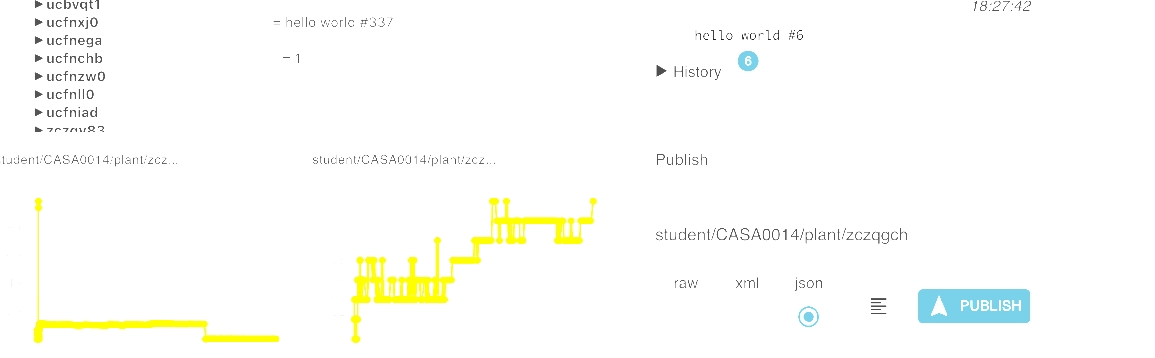 ucbvqt1
ucfnxj0
= hello world #337
ucfnega
ucfnchb
= 1
ucfnzw0
ucfnll0
ucfniad
zczqv83
18:27:42
hello world #6
6
History
tudent/CASA0014/plant/zcz...
student/CASA0014/plant/zcz...
Publish
student/CASA0014/plant/zczqgch
raw xml json
PUBLISH